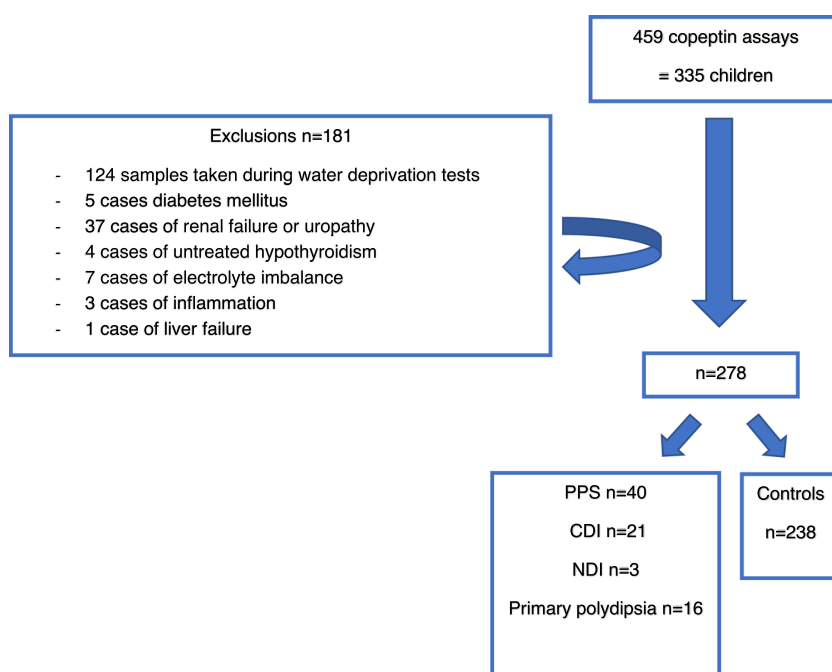 459 copeptin assays
= 335 children
Exclusions n=181
- 124 samples taken during water deprivation tests
- 5 cases diabetes mellitus
- 37 cases of renal failure or uropathy
- 4 cases of untreated hypothyroidism
- 7 cases of electrolyte imbalance
- 3 cases of inflammation
- 1 case of liver failure
n=278
PPS n=40
CDI n=21
NDI n=3
Primary polydipsia n=16
Controls
n=238